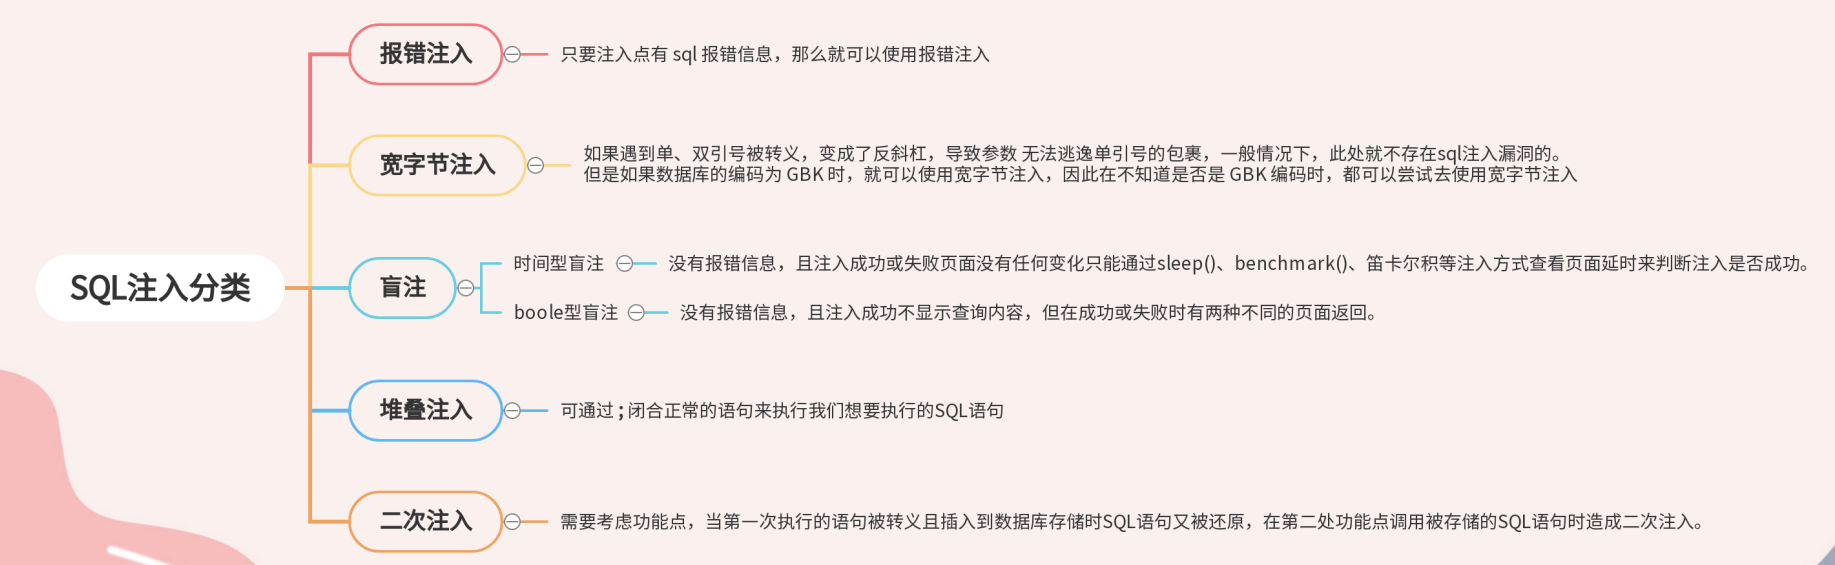 SQL注入分类
报错注入
只要注入点有 sql 报错信息，那么就可以使用报错注入
宽字节注入
如果遇到单、双引号被转义，变成了反斜杠，导致参数 无法逃逸单引号的包裹，一般情况下，此处就不存在sql注入漏洞的。
但是如果数据库的编码为 GBK 时，就可以使用宽字节注入，因此在不知道是否是 GBK 编码时，都可以尝试去使用宽字节注入
盲注
时间型盲注
没有报错信息，且注入成功或失败页面没有任何变化只能通过sleep()、benchmark()、笛卡尔积等注入方式查看页面延时来判断注入是否成功。
boole型盲注
没有报错信息，且注入成功不显示查询内容，但在成功或失败时有两种不同的页面返回。
堆叠注入
可通过 ; 闭合正常的语句来执行我们想要执行的SQL语句
二次注入
需要考虑功能点，当第一次执行的语句被转义且插入到数据库存储时SQL语句又被还原，在第二处功能点调用被存储的SQL语句时造成二次注入。